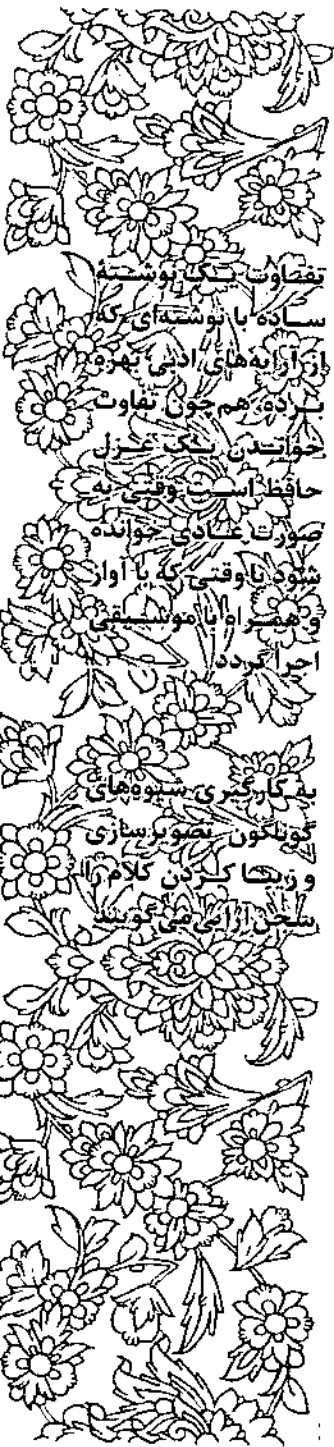 تفاوت یک نوشتهٔ
ساده با نوشته‌ای که
از آرایه‌های ادبی بهره
برده، هم‌چون تفاوت
خواندن یک غزل
حافظ است وقتی به
صورت عادی خوانده
شود با وقتی که با آواز
و همراه با موسیقی
اجرا گردد
به کارگیری شیوه‌های
گوناگون تصویرسازی
و زیبا کردن کلام را
سخن‌آرایی می‌گویند